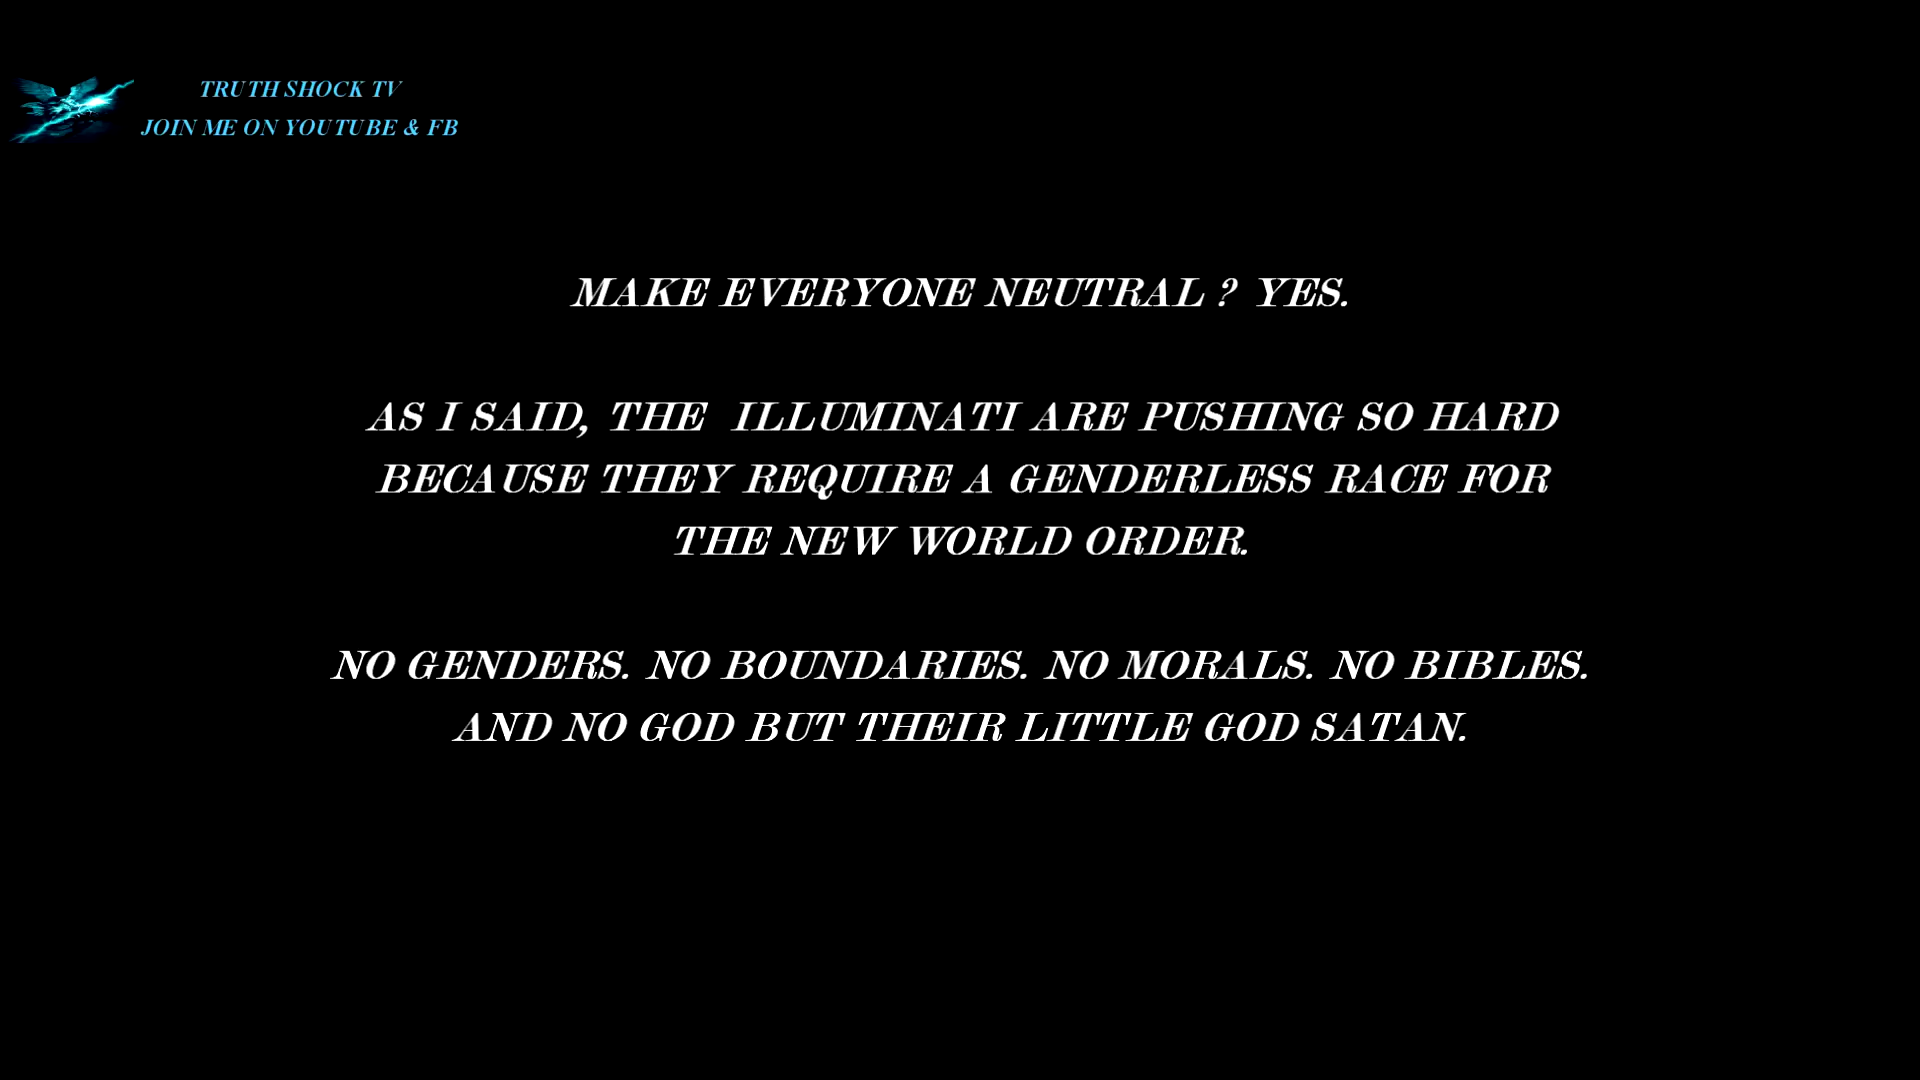 TRUTH SHOCK TV
JOIN ME ON YOUTUBE & FB
MAKE EVERYONE NEUTRAL ? YES.
AS I SAID, THE ILLUMINATI ARE PUSHING SO HARD
BECAUSE THEY REQUIRE A GENDERLESS RACE FOR
THE NEW WORLD ORDER.
NO GENDERS. NO BOUNDARIES. NO MORALS. NO BIBLES.
AND NO GOD BUT THEIR LITTLE GOD SATAN.